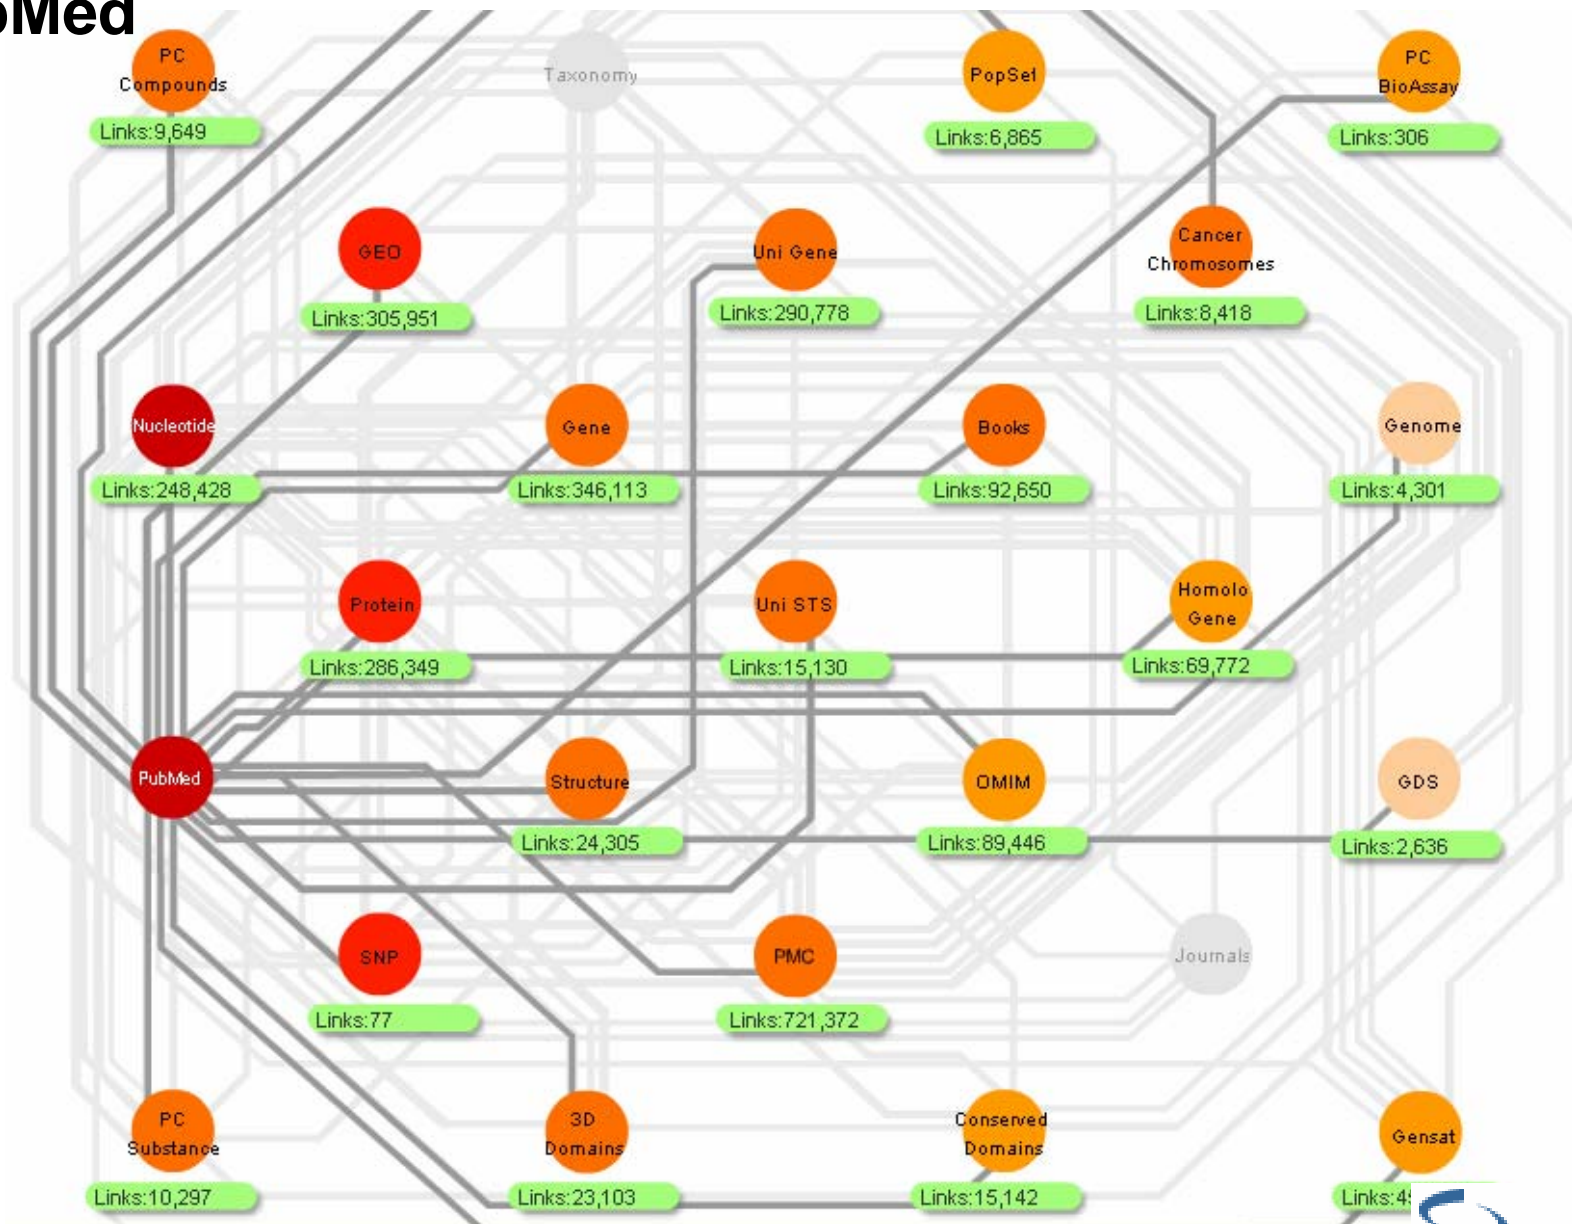 PC
Compounds
Links:9,649
Taxonomy
PopSet
Links:6,865
PC
BioAssay
Links:306
GEO
Links:305,951
Uni Gene
Links:290,778
Cancer
Chromosomes
Links:8,418
Nucleotide
Links:248,428
Gene
Links:346,113
Books
Links:92,650
Genome
Links:4,301
Protein
Links:286,349
Uni STS
Links:15,130
Homolo
Gene
Links:69,772
PubMed
Structure
Links:24,305
OMIM
Links:89,446
GDS
Links:2,636
SNP
Links:77
PMC
Links:721,372
Journals
PC
Substance
Links:10,297
3D
Domains
Links:23,103
Conserved
Domains
Links:15,142
Gensat